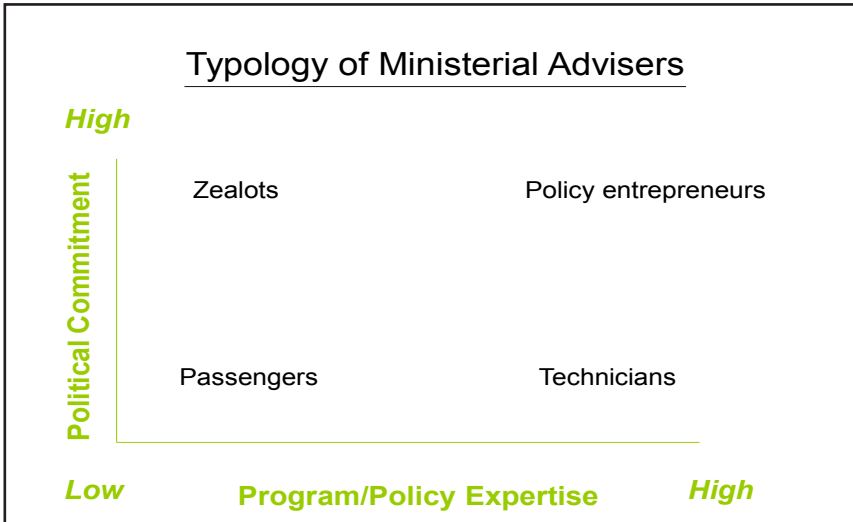 Typology of Ministerial Advisers
High
Political Commitment
Zealots
Policy entrepreneurs
Passengers
Technicians
Low
Program/Policy Expertise
High